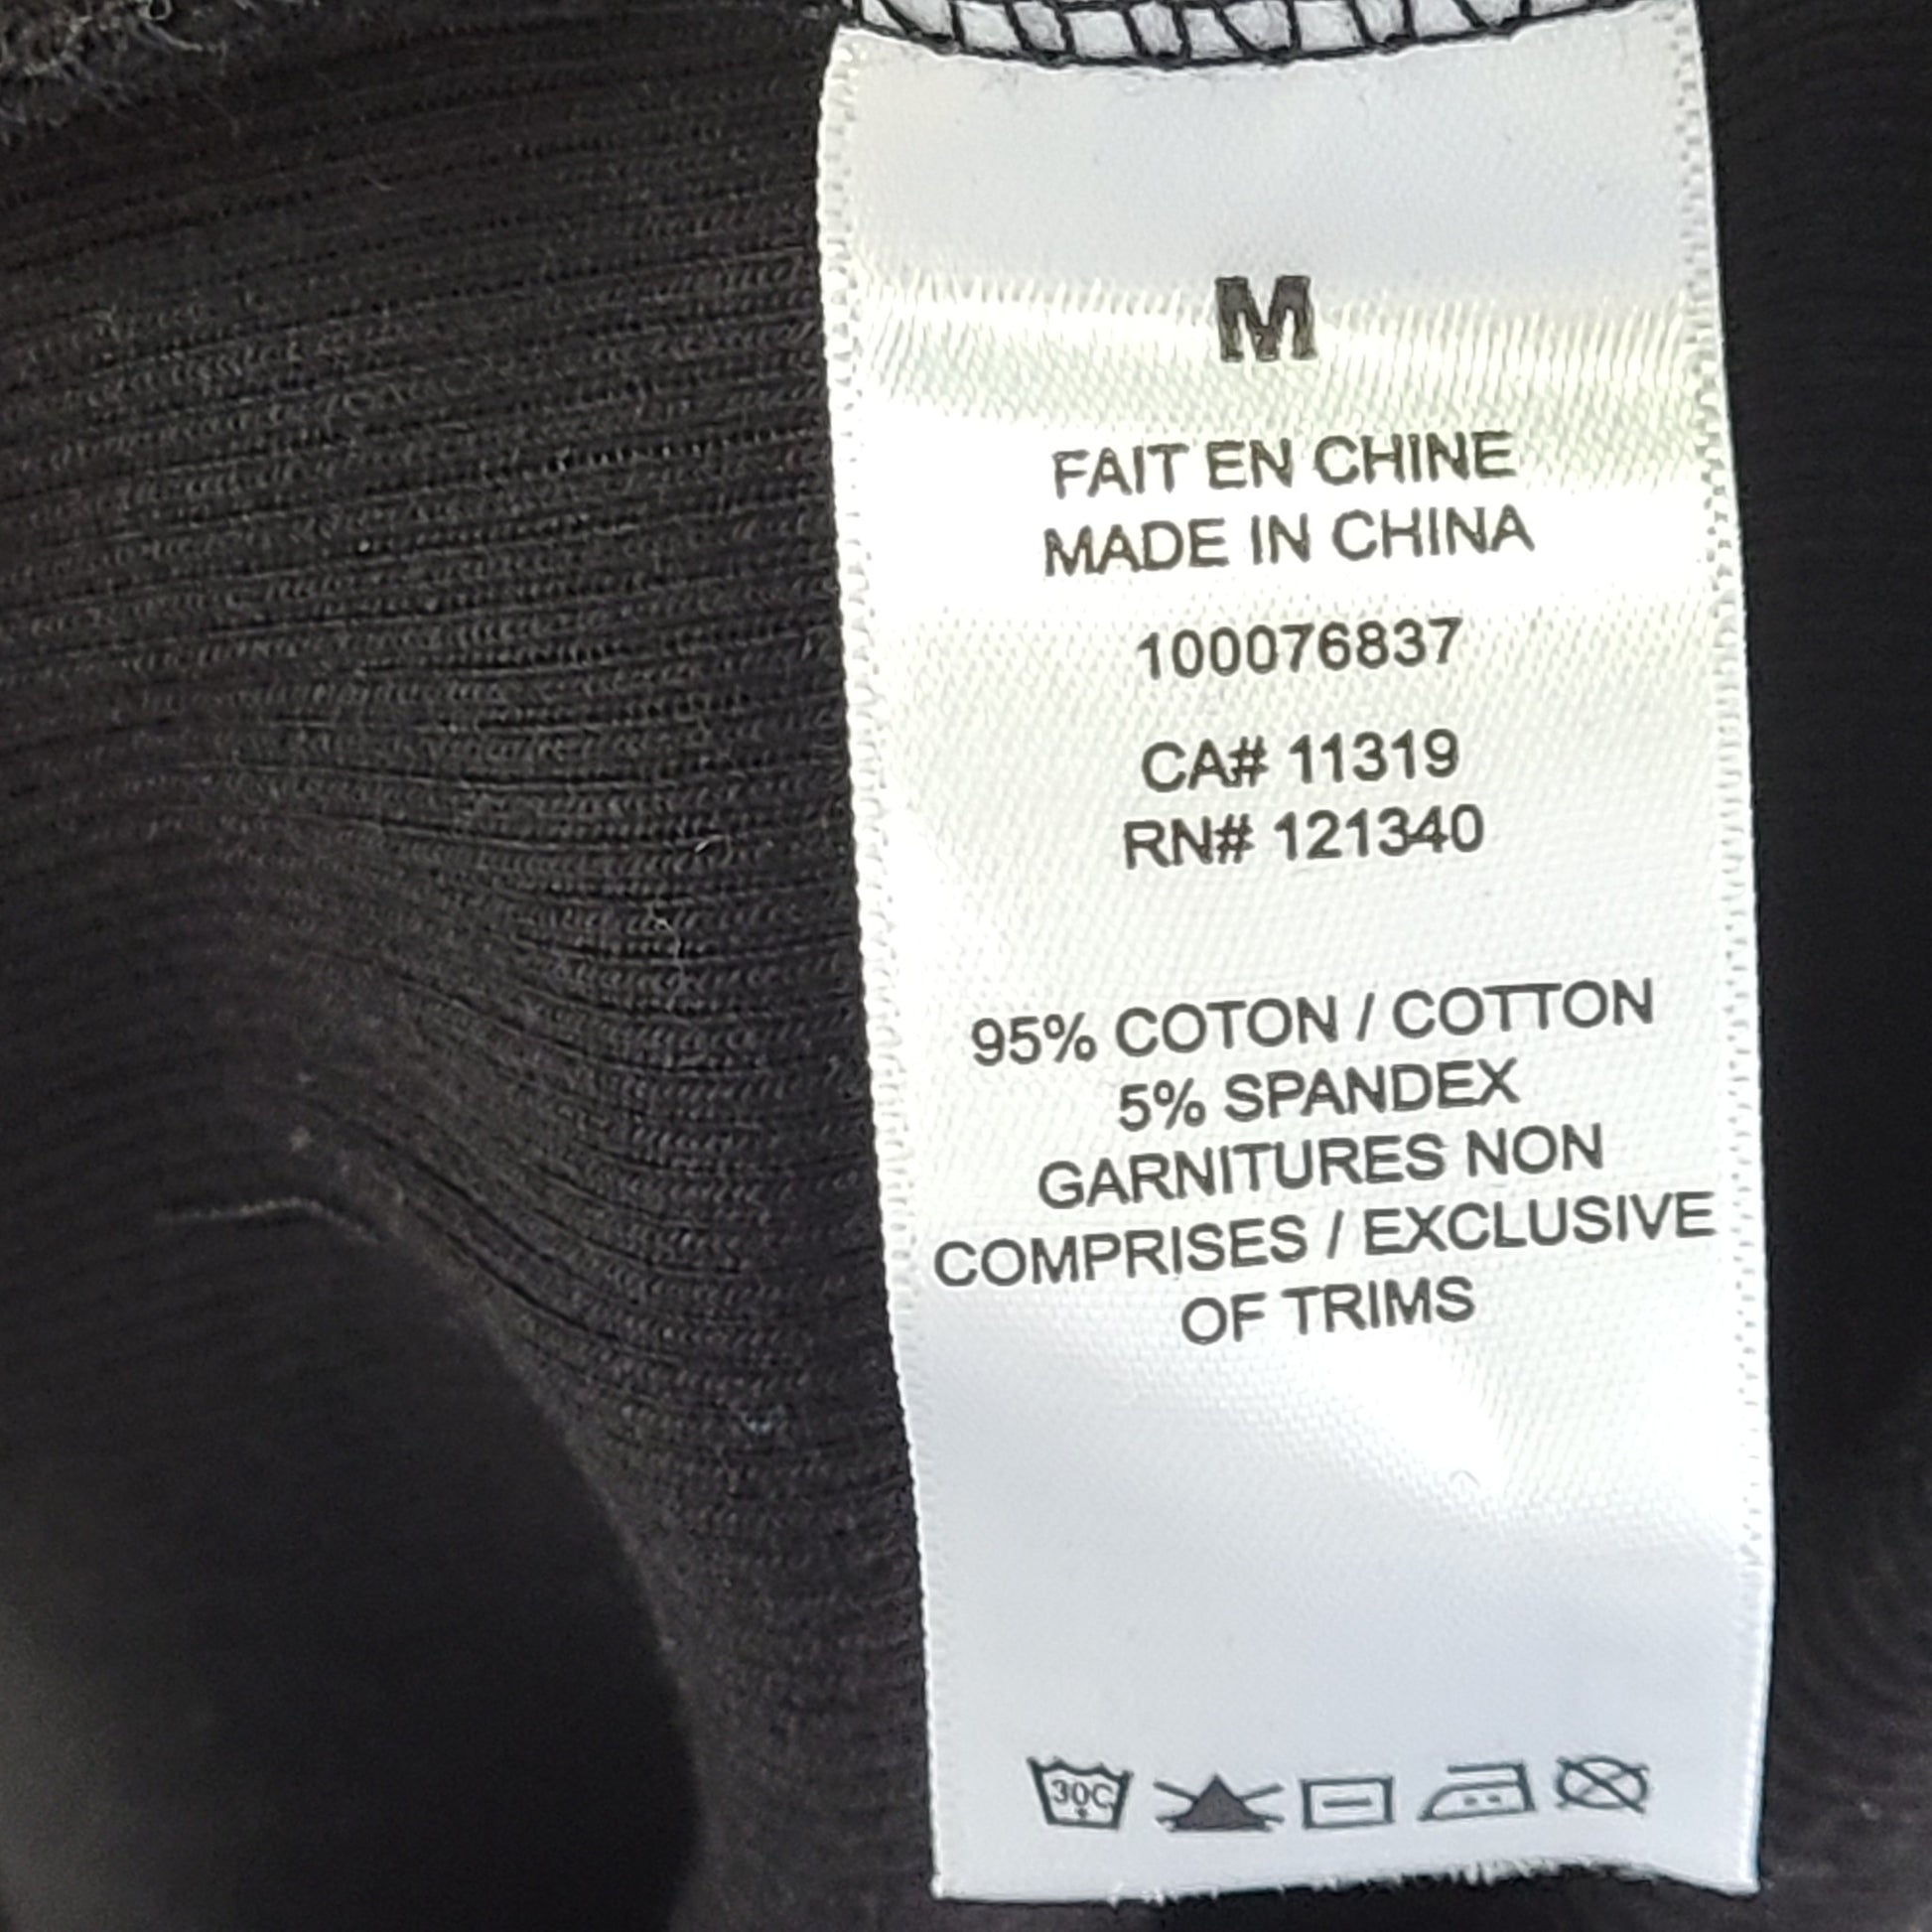 M
FAIT EN CHINE
MADE IN CHINA
100076837
CA# 11319
RN# 121340
95% COTON / COTTON
5% SPANDEX
GARNITURES NON
COMPRISES / EXCLUSIVE
OF TRIMS
30C